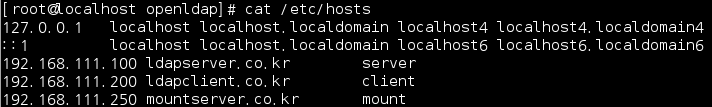 [root@localhost openldap]# cat /etc/hosts
127.0.0.1 localhost localhost.localdomain localhost4 localhost4.localdomain4
::1 localhost localhost.localdomain localhost6 localhost6.localdomain6
192.168.111.100 ldapserver.co.kr server
192.168.111.200 ldapclient.co.kr client
192.168.111.250 mountserver.co.kr mount